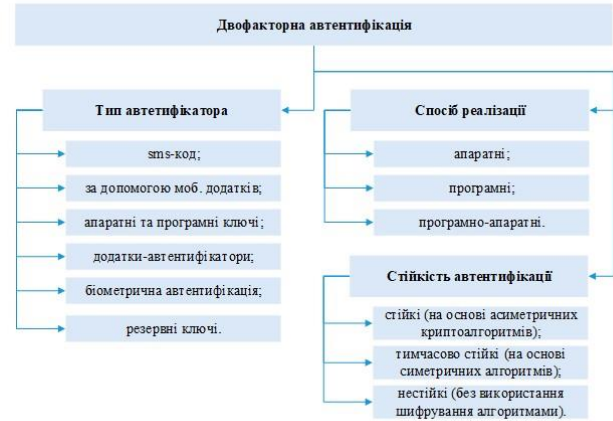 Двофакторна автентифікація
Тип автетифікатора
sms-код;
за допомогою моб. додатків;
апаратні та програмні ключі;
додатки-автентифікатори;
біометрична автентифікація;
резервні ключі.
Спосіб реалізації
апаратні;
програмні;
програмно-апаратні.
Стійкість автентифікації
стійкі (на основі асиметричних
криптоалгоритмів);
тимчасово стійкі (на основі
симетричних алгоритмів);
нестійкі (без використання
шифрування алгоритмами).